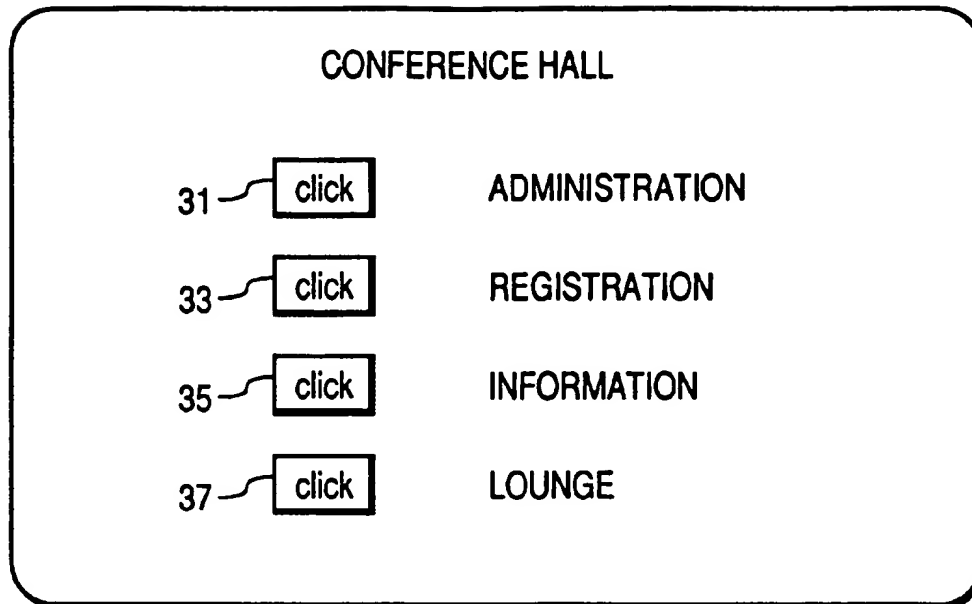 CONFERENCE HALL
31 click ADMINISTRATION
33 click REGISTRATION
35 click INFORMATION
37 click LOUNGE